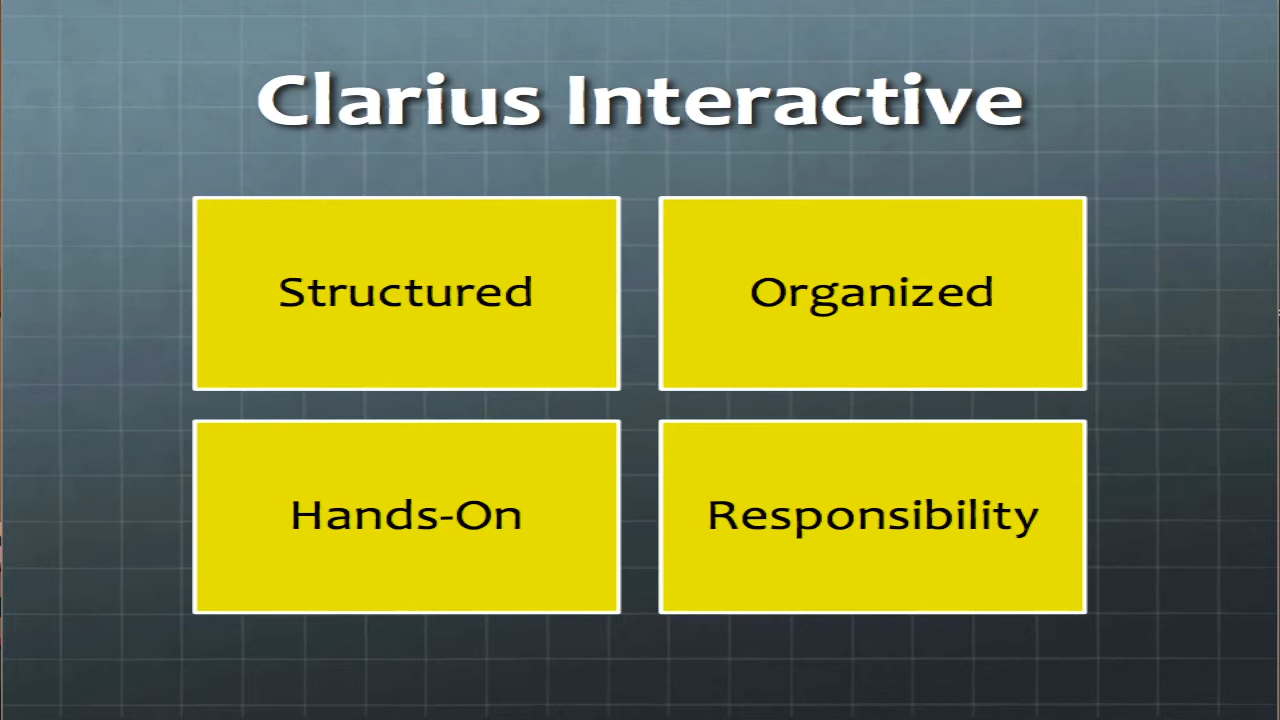 Clarius Interactive
Structured
Organized
Hands-On
Responsibility